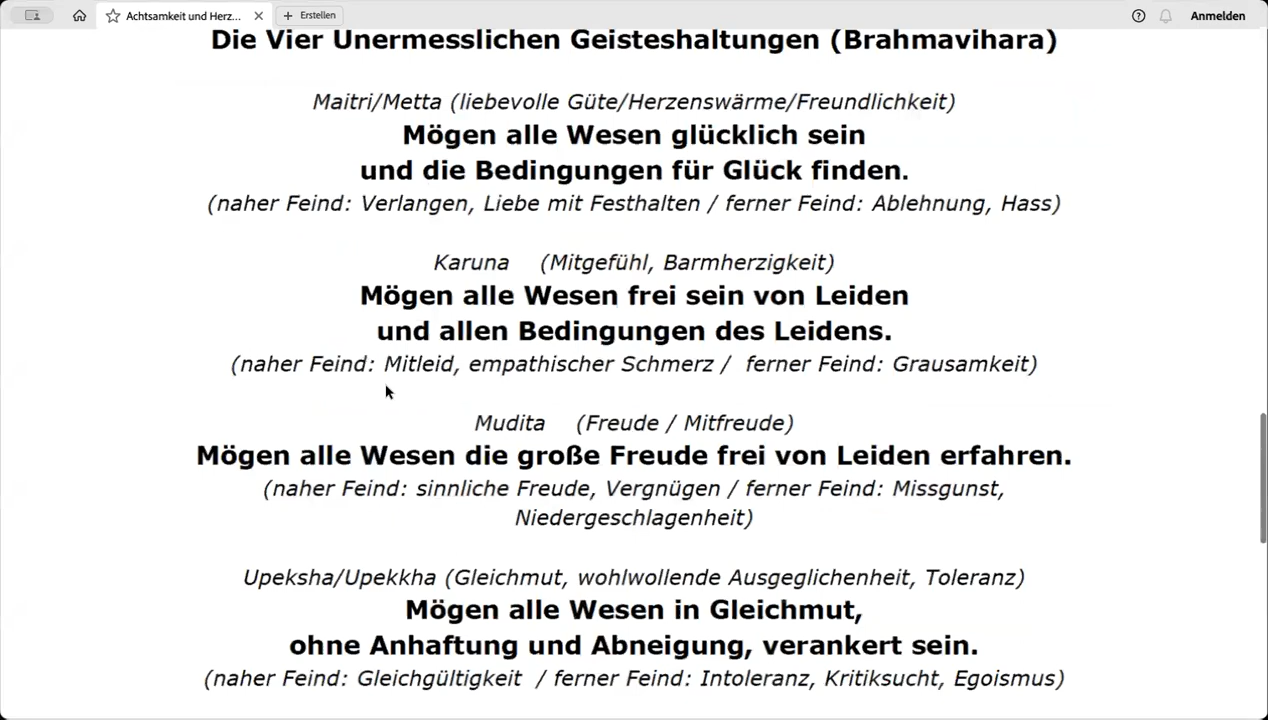 Achtsamkeit und Herz...
Erstellen
Anmelden
Die Vier Unermesslichen Geisteshaltungen (Brahmavihara)
Maitri/Metta (liebevolle Güte/Herzenswärme/Freundlichkeit)
Mögen alle Wesen glücklich sein
und die Bedingungen für Glück finden.
(naher Feind: Verlangen, Liebe mit Festhalten / ferner Feind: Ablehnung, Hass)
Karuna (Mitgefühl, Barmherzigkeit)
Mögen alle Wesen frei sein von Leiden
und allen Bedingungen des Leidens.
(naher Feind: Mitleid, empathischer Schmerz / ferner Feind: Grausamkeit)
Mudita (Freude / Mitfreude)
Mögen alle Wesen die große Freude frei von Leiden erfahren.
(naher Feind: sinnliche Freude, Vergnügen / ferner Feind: Missgunst,
Niedergeschlagenheit)
Upeksha/Upekkha (Gleichmut, wohlwollende Ausgeglichenheit, Toleranz)
Mögen alle Wesen in Gleichmut,
ohne Anhaftung und Abneigung, verankert sein.
(naher Feind: Gleichgültigkeit / ferner Feind: Intoleranz, Kritiksucht, Egoismus)